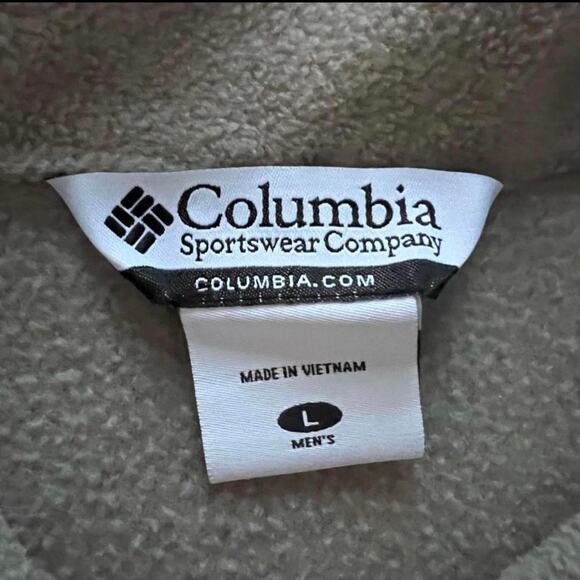 Columbia
Sportswear Company
COLUMBIA.COM
MADE IN VIETNAM
L
MEN'S